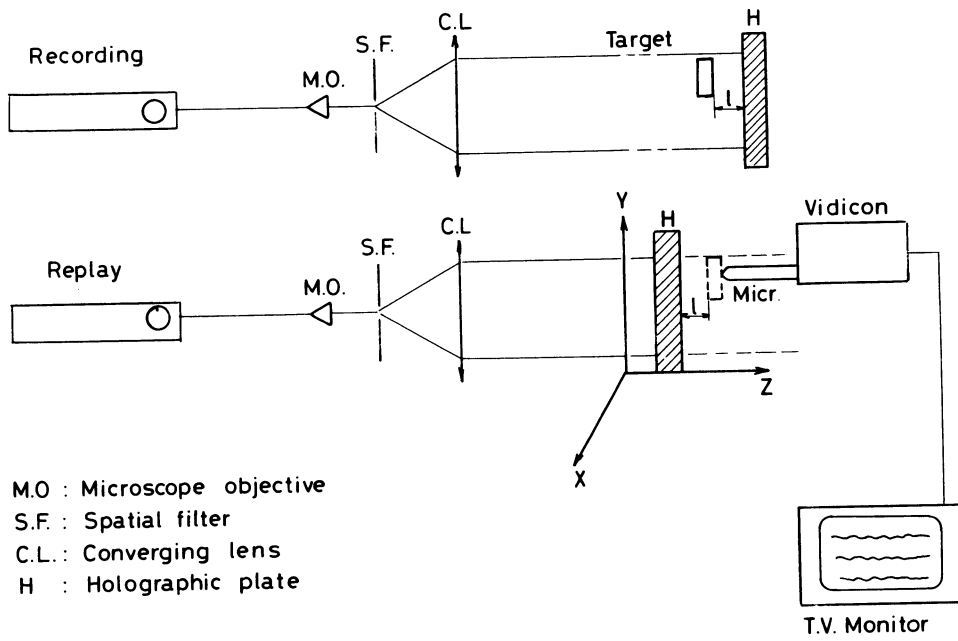 Recording
M.O.
S.F.
C.L
Target
H
l
Replay
M.O.
S.F.
C.L
Y
H
l
Micr.
Vidicon
Z
X
M.O : Microscope objective
S.F. : Spatial filter
C.L. : Converging lens
H : Holographic plate
T.V. Monitor